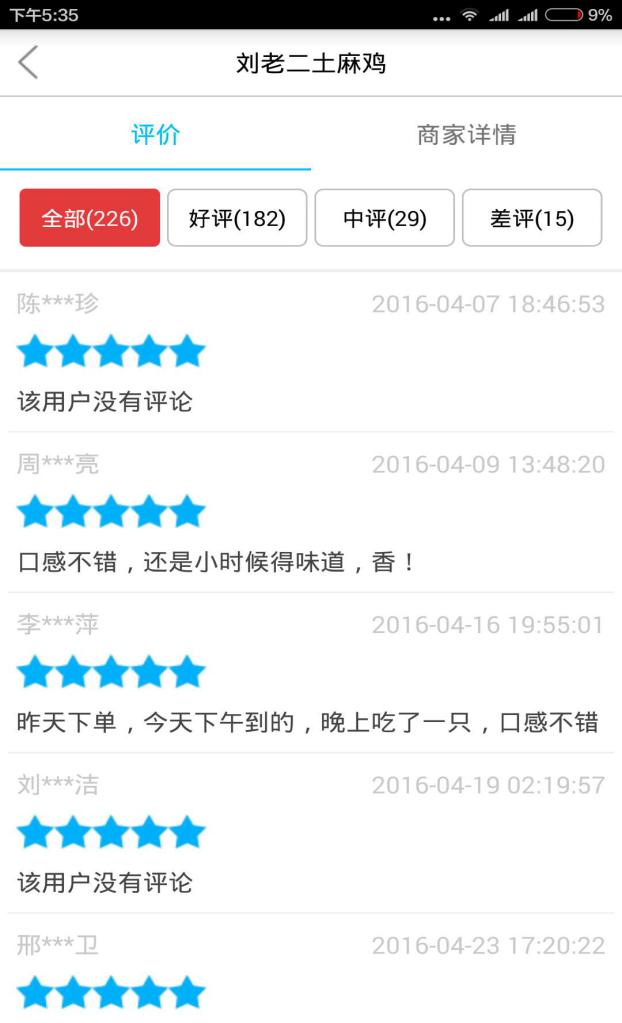 下午5:35
9%
刘老二土麻鸡
评价
商家详情
全部(226)
好评(182)
中评(29)
差评(15)
陈***珍
2016-04-07 18:46:53
该用户没有评论
周***亮
2016-04-09 13:48:20
口感不错，还是小时候得味道，香！
李***萍
2016-04-16 19:55:01
昨天下单，今天下午到的，晚上吃了一只，口感不错
刘***洁
2016-04-19 02:19:57
该用户没有评论
邢***卫
2016-04-23 17:20:22